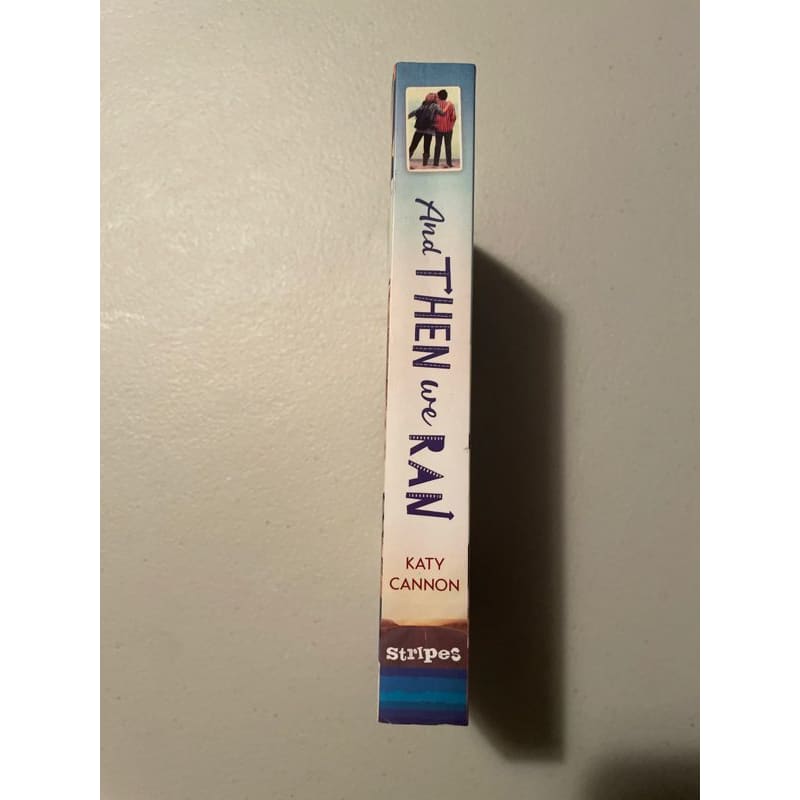 And THEN we RAN
KATY
CANNON
stripes